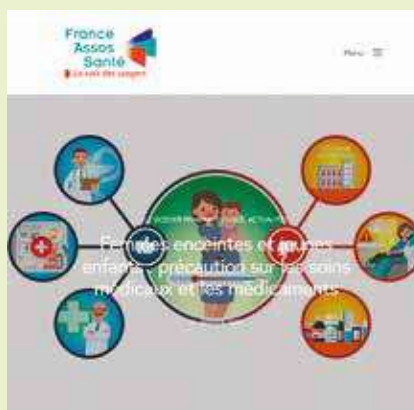 France
Assos
Santé
La voix des usagers
Menu
Femmes enceintes et jeunes
enfants : précaution sur les soins
médicaux et les médicaments